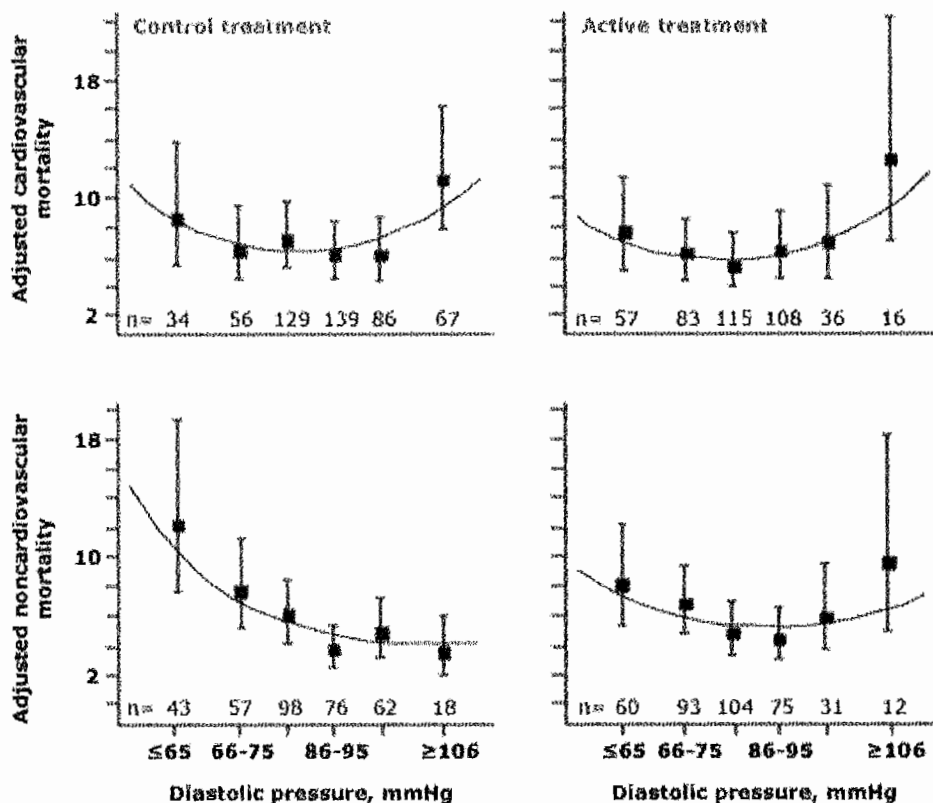 Control treatment
Active treatment
Adjusted cardiovascular
mortality
18
10
2
n= 34 56 129 139 86 67
n= 57 83 115 108 36 16
Adjusted noncardiovascular
mortality
18
10
2
n= 43 57 98 76 62 18
n= 60 93 104 75 31 12
≤65 66-75 86-95 ≥106
≤65 66-75 86-95 ≥106
Diastolic pressure, mmHg
Diastolic pressure, mmHg